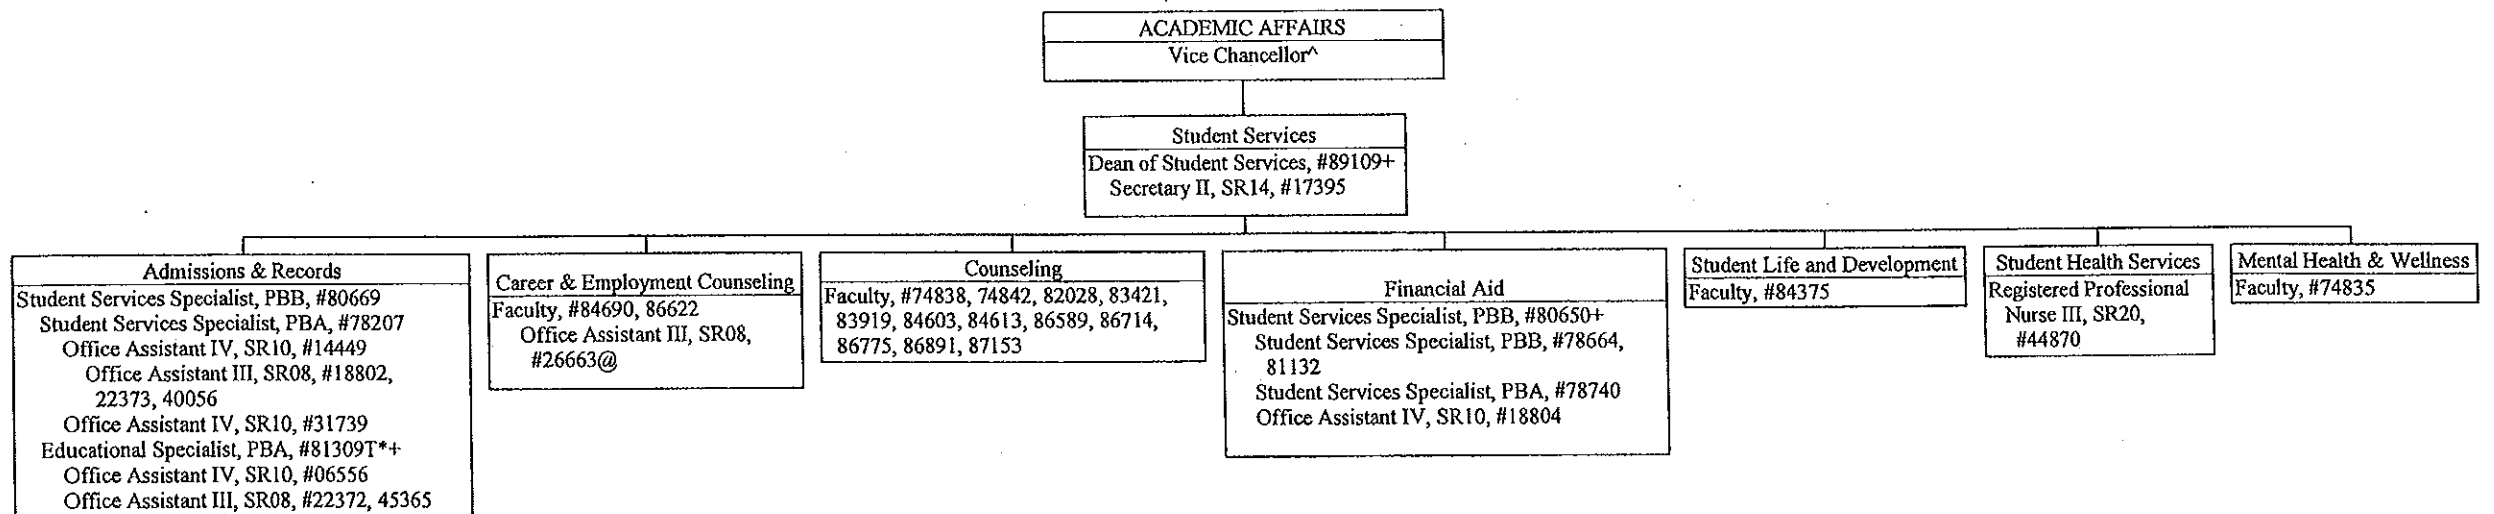 ACADEMIC AFFAIRS
Vice Chancellor^
Student Services
Dean of Student Services, #89109+
Secretary II, SR14, #17395
Admissions & Records
Student Services Specialist, PBB, #80669
Student Services Specialist, PBA, #78207
Office Assistant IV, SR10, #14449
Office Assistant III, SR08, #18802,
22373, 40056
Office Assistant IV, SR10, #31739
Educational Specialist, PBA, #81309T*+
Office Assistant IV, SR10, #06556
Office Assistant III, SR08, #22372, 45365
Career & Employment Counseling
Faculty, #84690, 86622
Office Assistant III, SR08,
#26663@
Counseling
Faculty, #74838, 74842, 82028, 83421,
83919, 84603, 84613, 86589, 86714,
86775, 86891, 87153
Financial Aid
Student Services Specialist, PBB, #80650+
Student Services Specialist, PBB, #78664,
81132
Student Services Specialist, PBA, #78740
Office Assistant IV, SR10, #18804
Student Life and Development
Faculty, #84375
Student Health Services
Registered Professional
Nurse III, SR20,
#44870
Mental Health & Wellness
Faculty, #74835